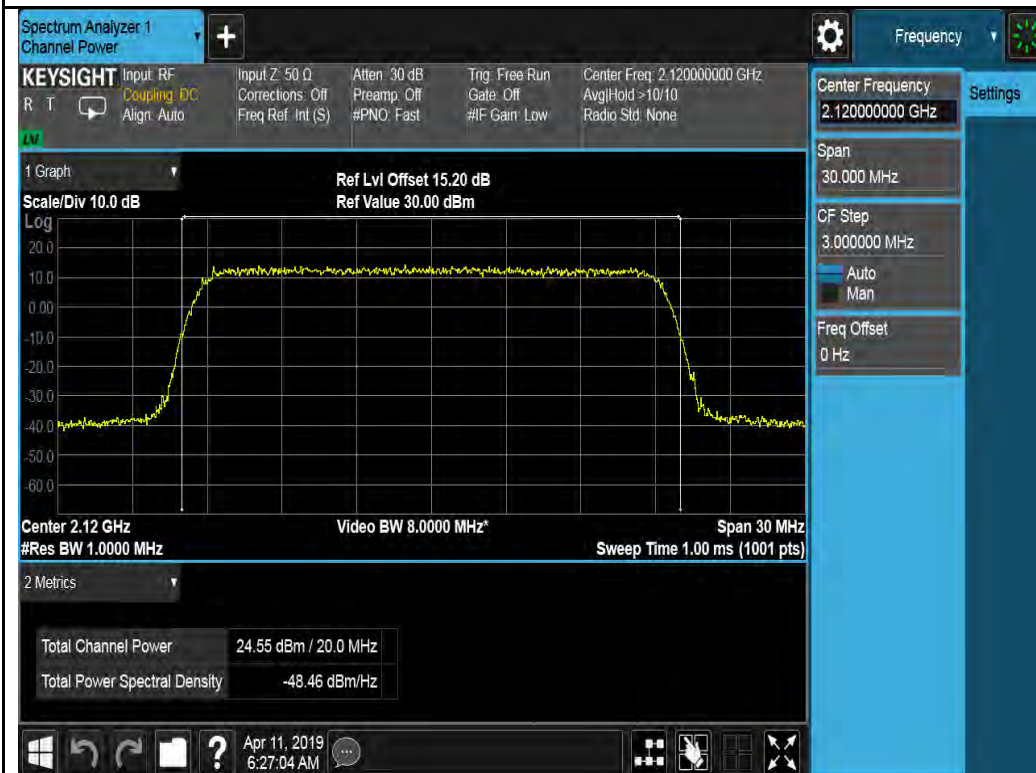 Spectrum Analyzer 1
Channel Power
Frequency
KEYSIGHT
R T
LXI
Input: RF
Coupling: DC
Align: Auto
Input Z: 50 Ω
Corrections: Off
Freq Ref: Int (S)
Atten: 30 dB
Preamp: Off
#PNO: Fast
Trig: Free Run
Gate: Off
#IF Gain: Low
Center Freq: 2.120000000 GHz
Avg|Hold >10/10
Radio Std: None
Center Frequency
2.120000000 GHz
Settings
Span
30.000 MHz
CF Step
3.000000 MHz
Auto
Man
Freq Offset
0 Hz
1 Graph
Scale/Div 10.0 dB
Ref Lvl Offset 15.20 dB
Ref Value 30.00 dBm
Log
20.0
10.0
0.00
-10.0
-20.0
-30.0
-40.0
-50.0
-60.0
Center 2.12 GHz
#Res BW 1.0000 MHz
Video BW 8.0000 MHz*
Span 30 MHz
Sweep Time 1.00 ms (1001 pts)
2 Metrics
Total Channel Power 24.55 dBm / 20.0 MHz
Total Power Spectral Density -48.46 dBm/Hz
?
Apr 11, 2019
6:27:04 AM